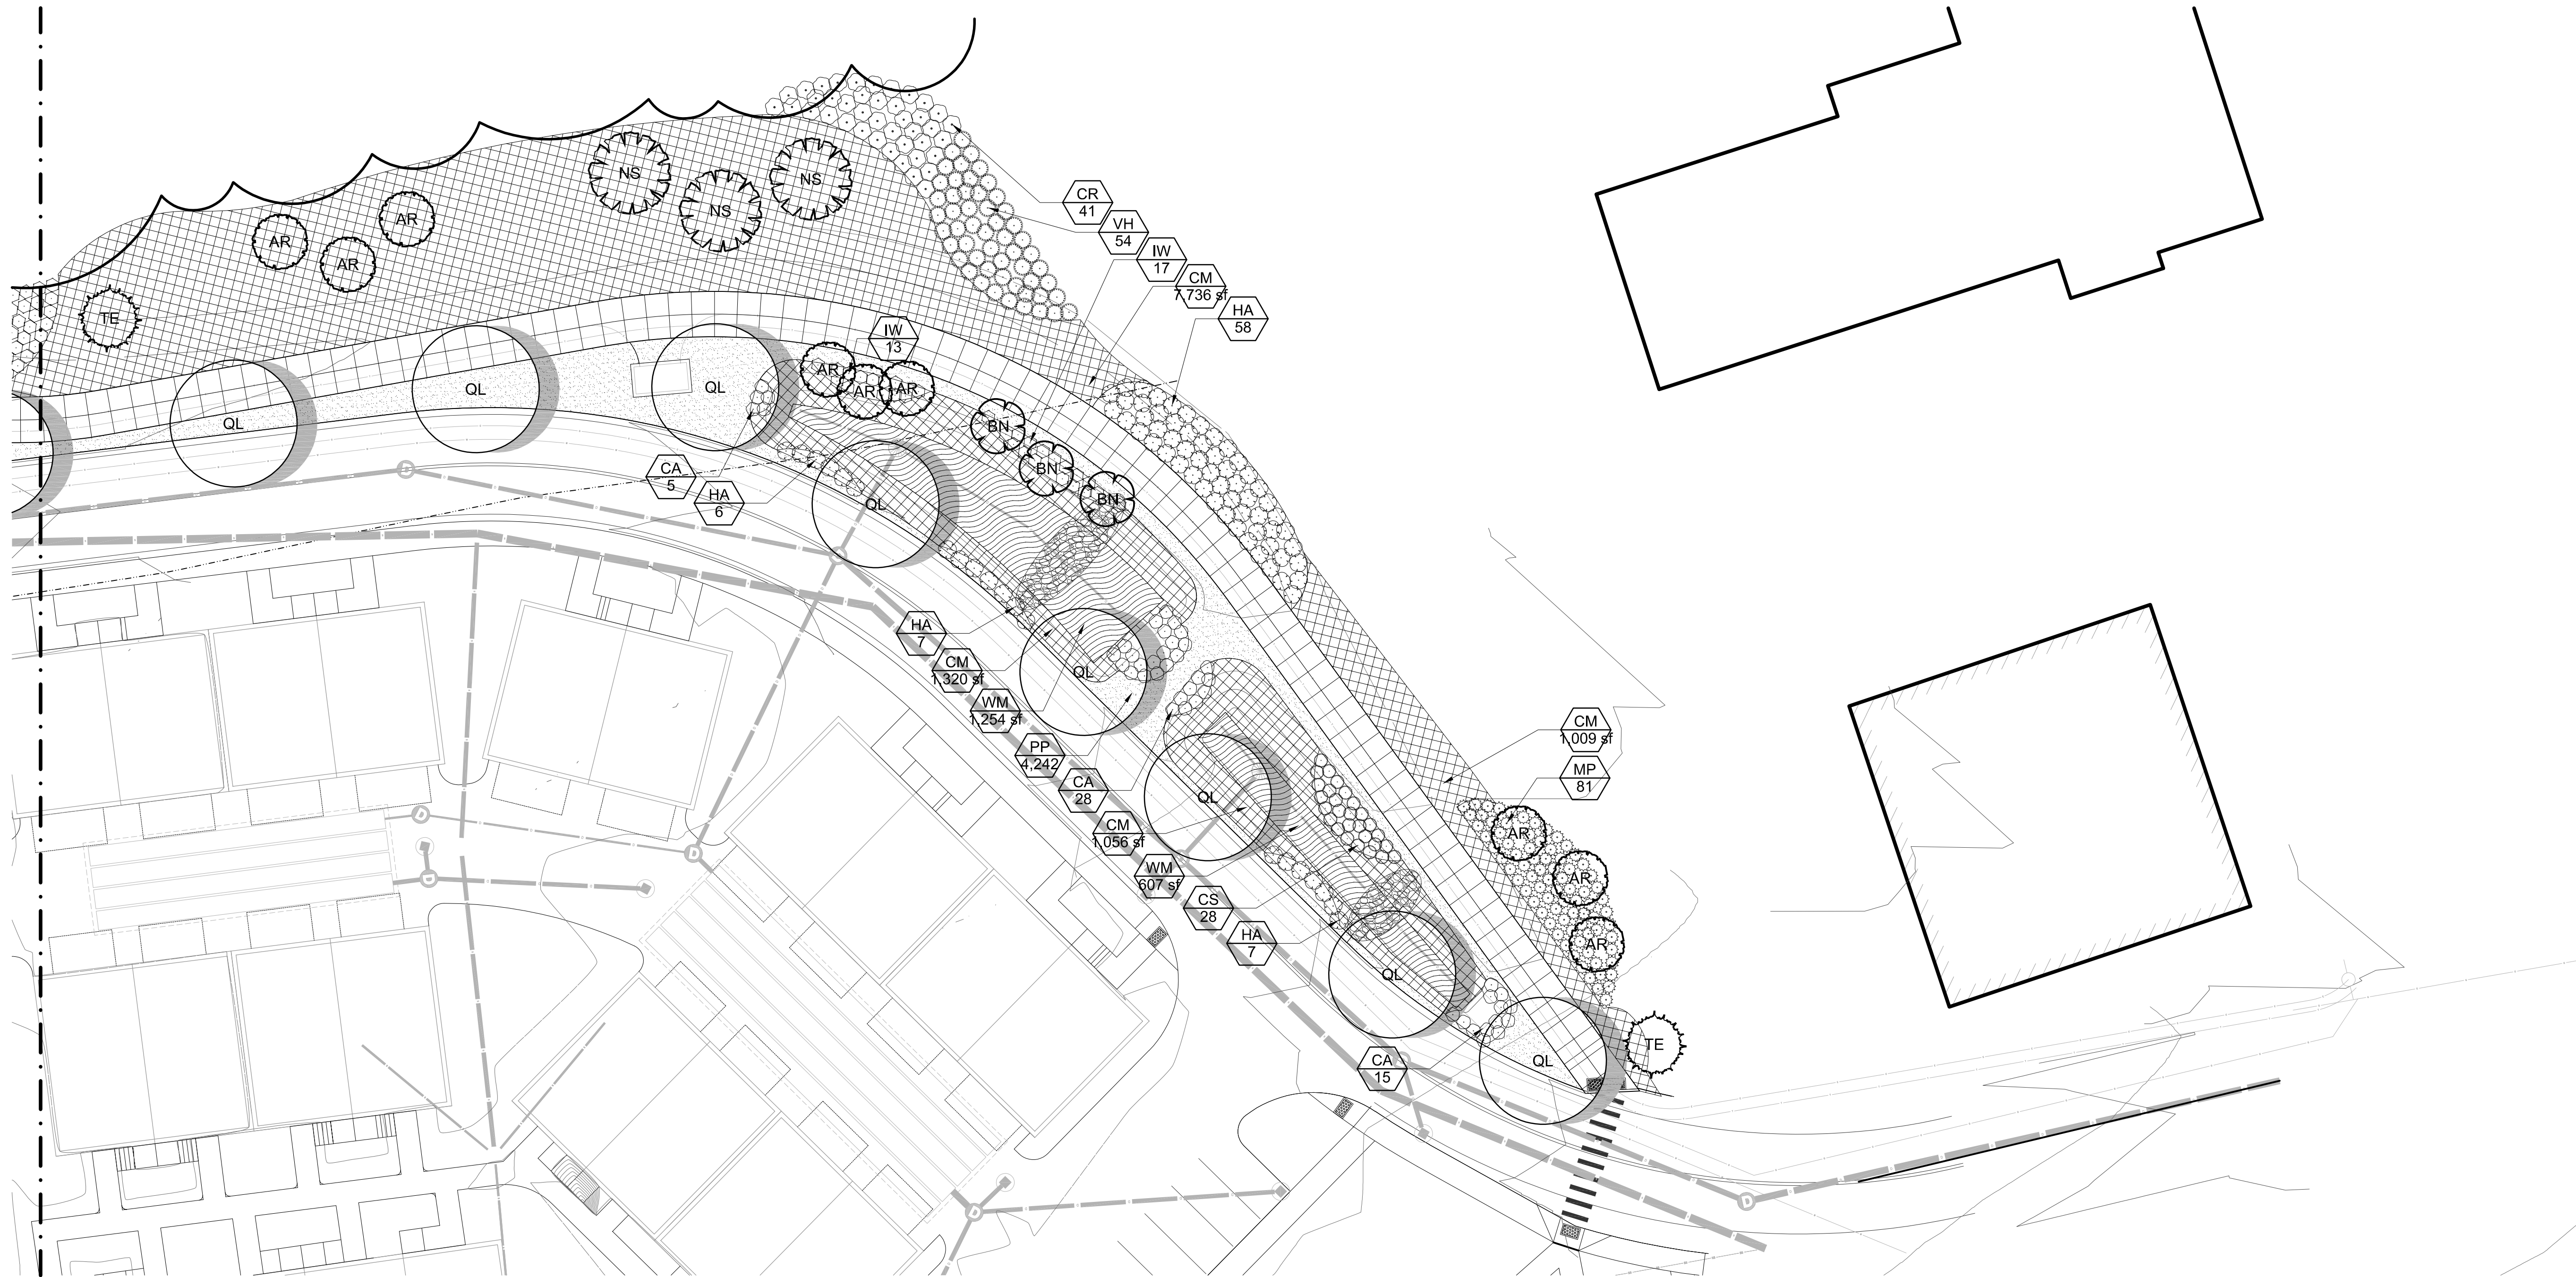 NS
NS
NS
AR
AR
AR
TE
CR
41
VH
54
IW
17
CM
7,736 sf
HA
58
IW
13
AR
AR
AR
QL
QL
QL
BN
BN
BN
CA
5
HA
6
QL
D
D
HA
7
CM
1,320 sf
WM
1,254 sf
QL
PP
4,242
CA
28
CM
1,056 sf
WM
607 sf
CS
28
HA
7
QL
CM
1,009 sf
MP
81
AR
AR
AR
D
D
D
QL
TE
QL
CA
15
D
D